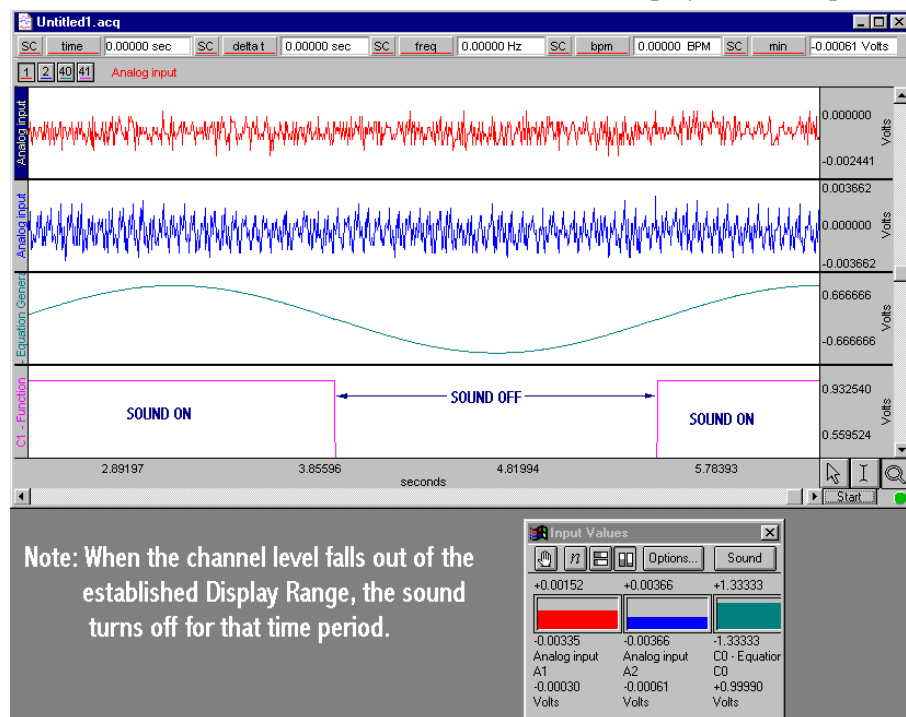 Untitled1.acq
SC time 0.00000 sec SC delta t 0.00000 sec SC freq 0.00000 Hz SC bpm 0.00000 BPM SC min -0.00061 Volts
1 2 40 41 Analog input
Analog input
0.000000
-0.002441
Volts
Analog input
0.003662
0.000000
-0.003662
Volts
- Equation Genera
0.666666
-0.666666
Volts
C1 - Function
SOUND ON
SOUND OFF
SOUND ON
0.932540
0.559524
Volts
2.89197 3.85596 4.81994 5.78393
seconds
Start
Note: When the channel level falls out of the
established Display Range, the sound
turns off for that time period.
Input Values
n Options... Sound
+0.00152 +0.00366 +1.33333
-0.00335 -0.00366 -1.33333
Analog input Analog input C0 - Equation
A1 A2 C0
-0.00030 -0.00061 +0.99990
Volts Volts Volts